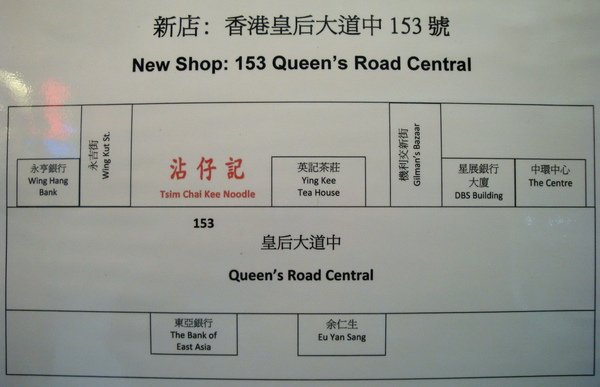 新店：香港皇后大道中 153 號
New Shop: 153 Queen's Road Central
永亨銀行
Wing Hang
Bank
永吉街
Wing Kut St.
沾仔記
Tsim Chai Kee Noodle
英記茶莊
Ying Kee
Tea House
機利文新街
Gilman's Bazaar
星展銀行
大廈
DBS Building
中環中心
The Centre
153
皇后大道中
Queen's Road Central
東亞銀行
The Bank of
East Asia
余仁生
Eu Yan Sang